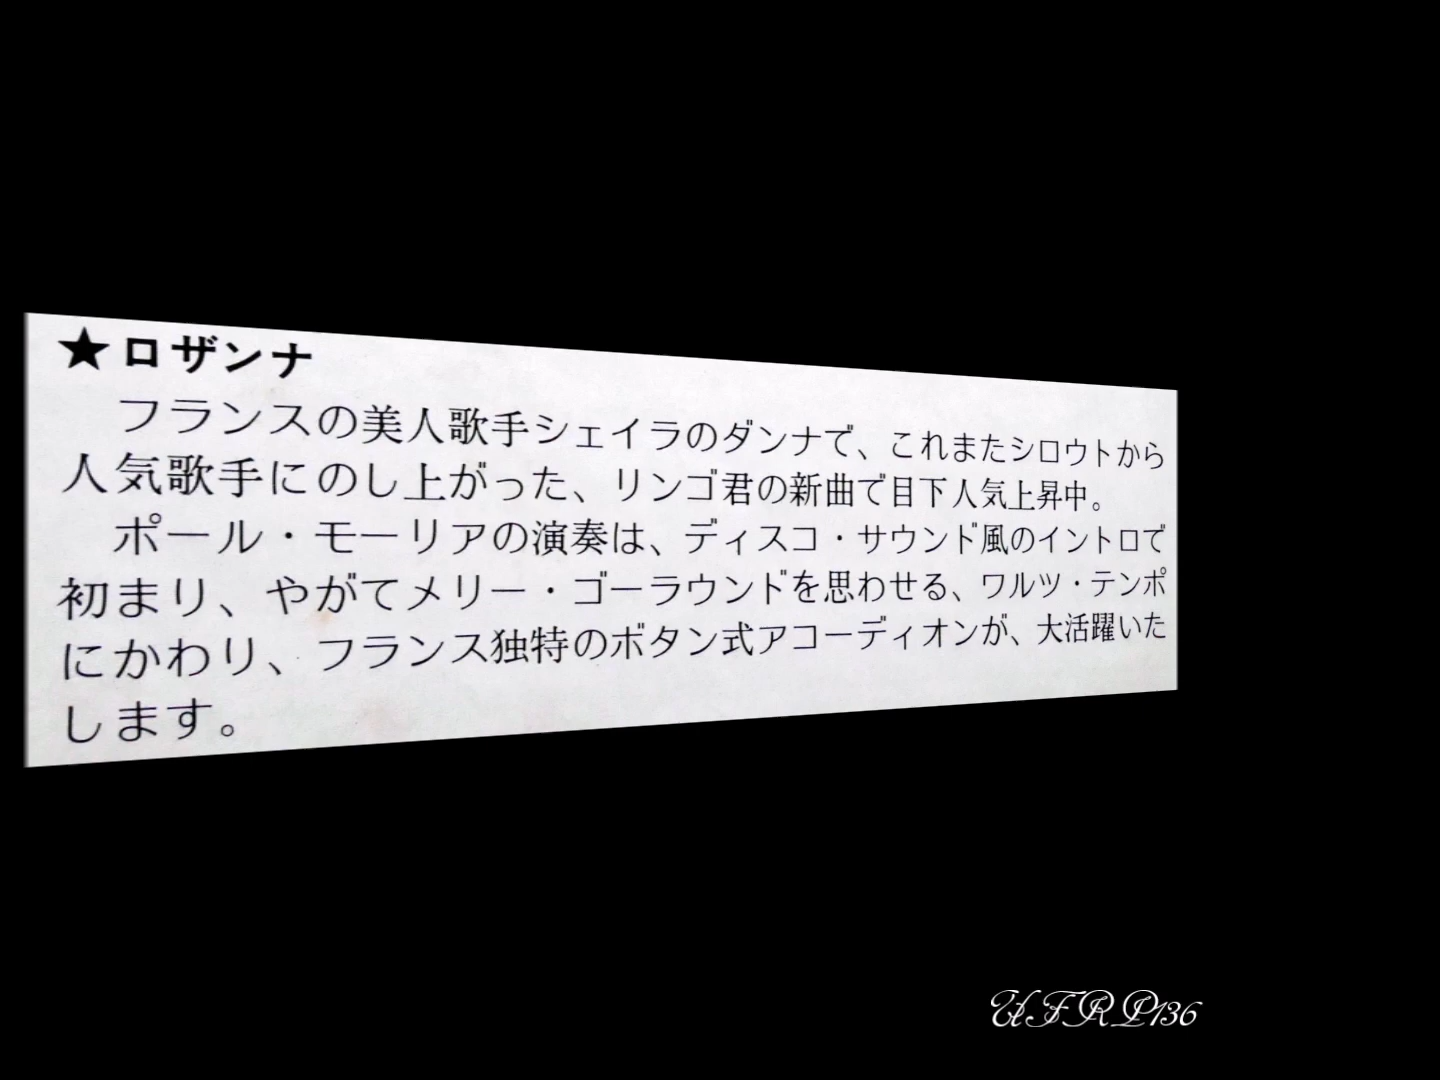 ★ロザンナ
フランスの美人歌手シェイラのダンナで、これまたシロウトから
人気歌手にのし上がった、リンゴ君の新曲で目下人気上昇中。
ポール・モーリアの演奏は、ディスコ・サウンド風のイントロで
初まり、やがてメリー・ゴーラウンドを思わせる、ワルツ・テンポ
にかわり、フランス独特のボタン式アコーディオンが、大活躍いた
します。
UFRP136